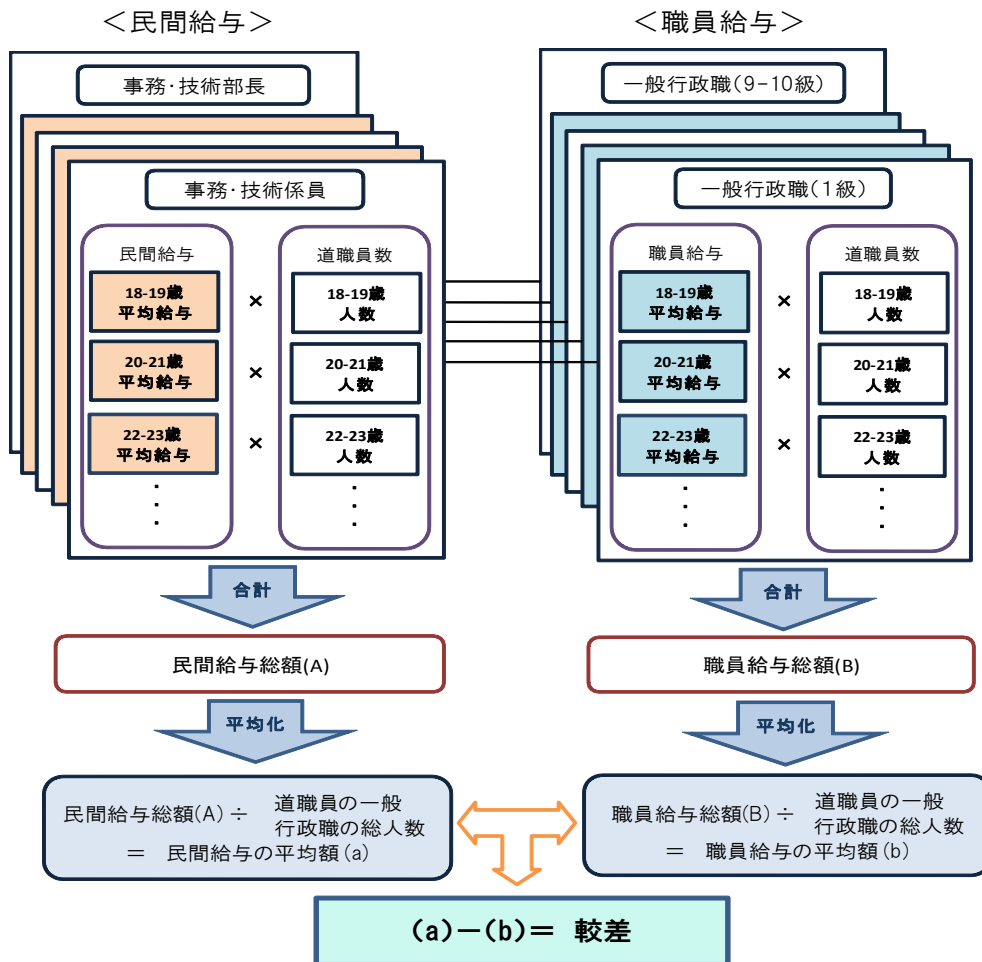 ＜民間給与＞
事務・技術部長
事務・技術係員
民間給与
道職員数
18-19歳
平均給与
×
18-19歳
人数
20-21歳
平均給与
×
20-21歳
人数
22-23歳
平均給与
×
22-23歳
人数
・
・
・
・
・
・
合計
民間給与総額(A)
平均化
民間給与総額(A)÷ 道職員の一般
行政職の総人数
＝ 民間給与の平均額(a)
＜職員給与＞
一般行政職(9-10級)
一般行政職(1級)
職員給与
道職員数
18-19歳
平均給与
×
18-19歳
人数
20-21歳
平均給与
×
20-21歳
人数
22-23歳
平均給与
×
22-23歳
人数
・
・
・
・
・
・
合計
職員給与総額(B)
平均化
職員給与総額(B)÷ 道職員の一般
行政職の総人数
＝ 職員給与の平均額(b)
(a)－(b)＝ 較差